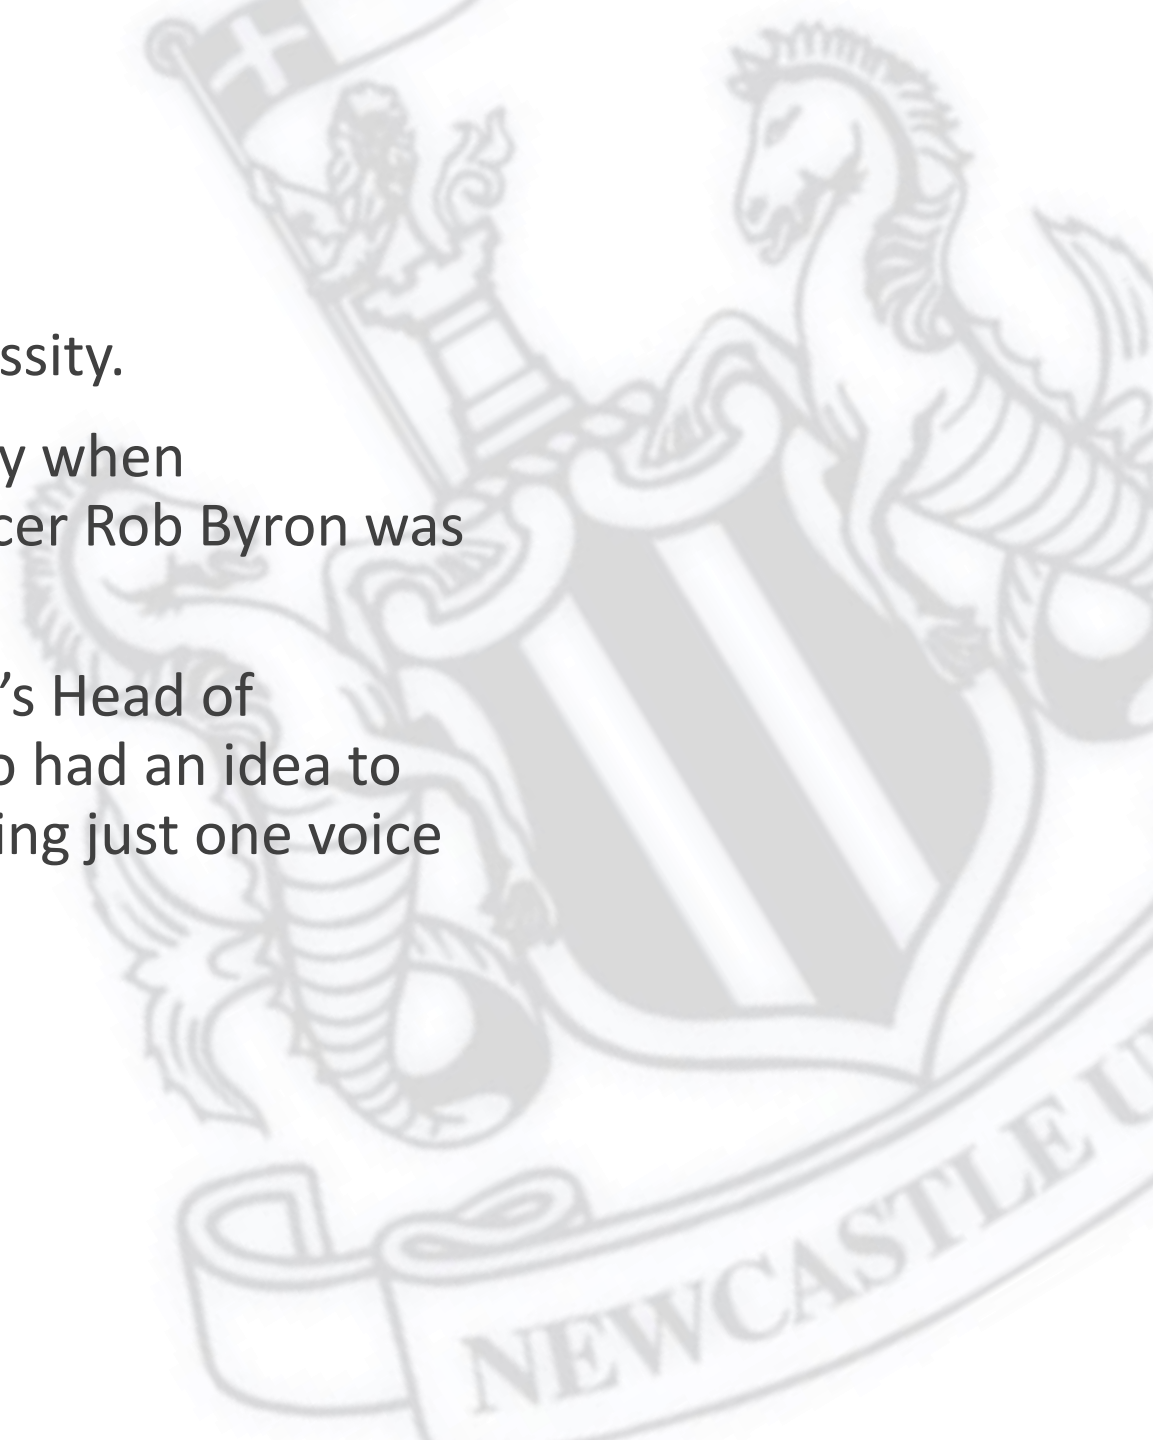 ssity.
y when
cer Rob Byron was
’s Head of
o had an idea to
ing just one voice
NEWCASTLE U